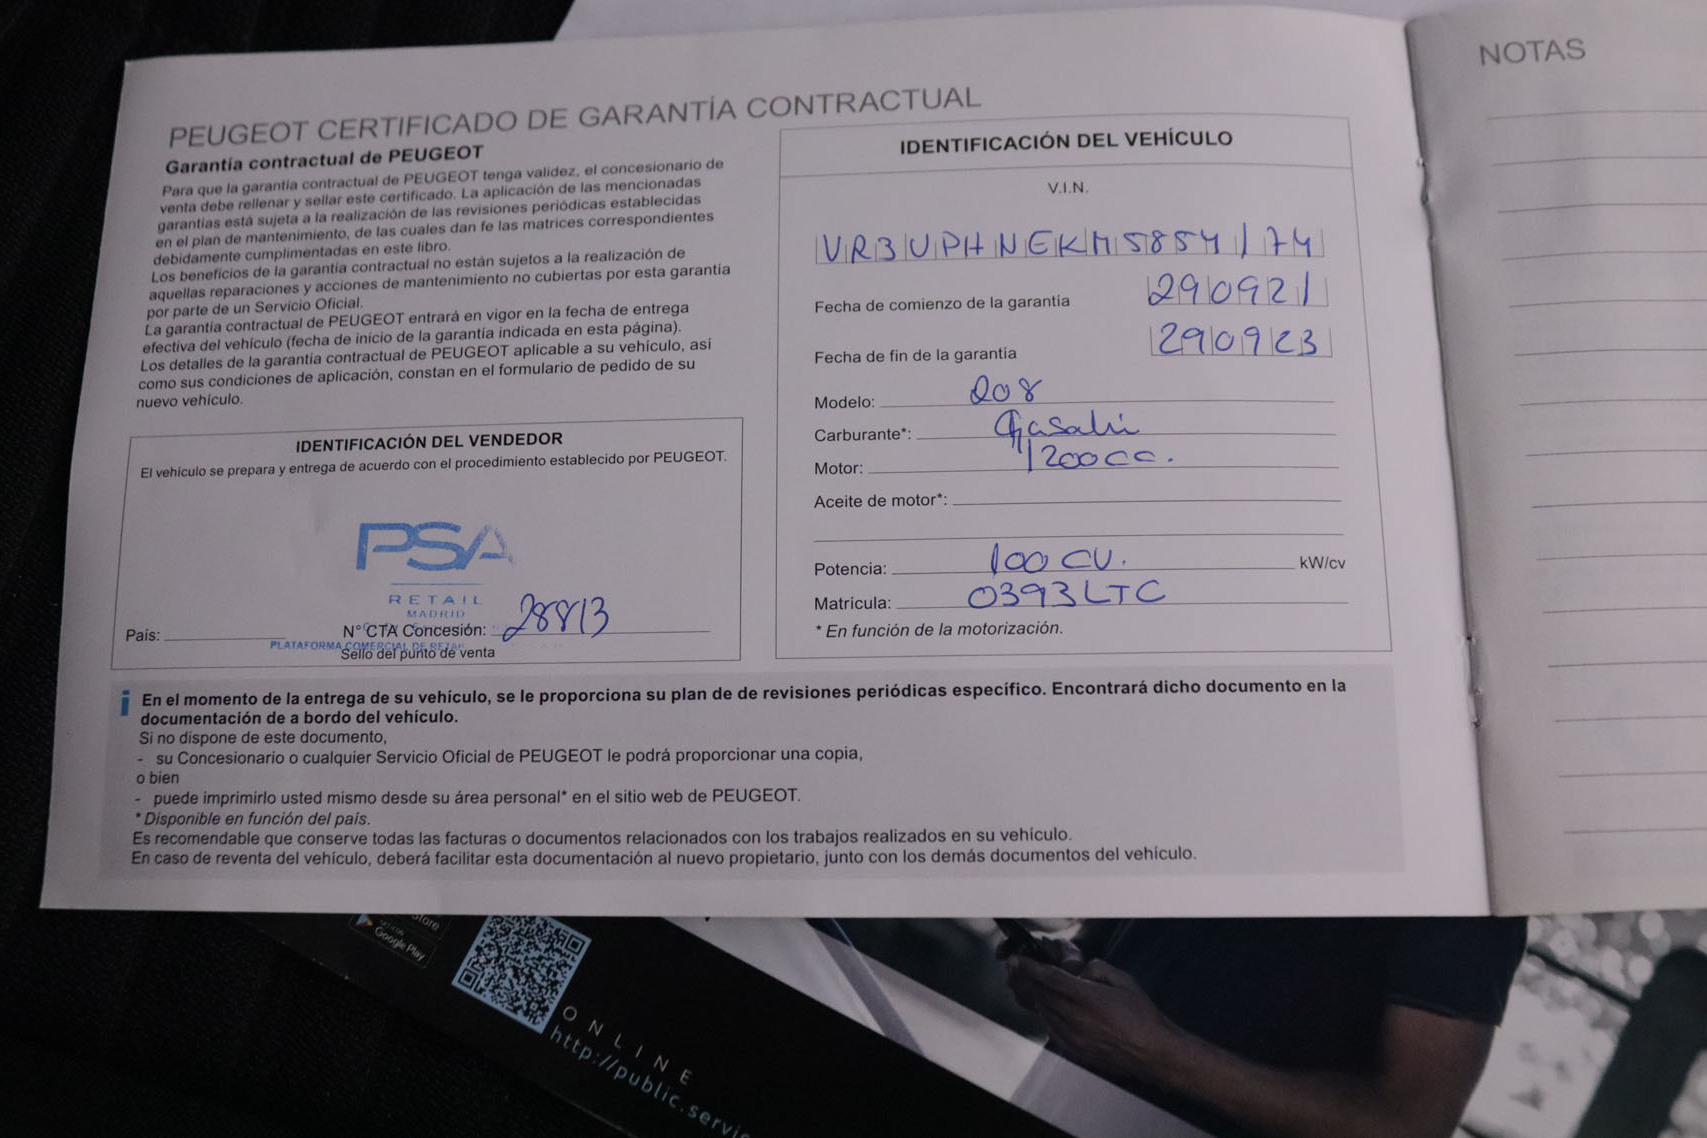 PEUGEOT CERTIFICADO DE GARANTÍA CONTRACTUAL
Garantía contractual de PEUGEOT
Para que la garantía contractual de PEUGEOT tenga validez, el concesionario de
venta debe rellenar y sellar este certificado. La aplicación de las mencionadas
garantías está sujeta a la realización de las revisiones periódicas establecidas
en el plan de mantenimiento, de las cuales dan fe las matrices correspondientes
debidamente cumplimentadas en este libro.
Los beneficios de la garantía contractual no están sujetos a la realización de
aquellas reparaciones y acciones de mantenimiento no cubiertas por esta garantía
por parte de un Servicio Oficial.
La garantía contractual de PEUGEOT entrará en vigor en la fecha de entrega
efectiva del vehículo (fecha de inicio de la garantía indicada en esta página).
Los detalles de la garantía contractual de PEUGEOT aplicable a su vehículo, así
como sus condiciones de aplicación, constan en el formulario de pedido de su
nuevo vehículo.
IDENTIFICACIÓN DEL VENDEDOR
El vehículo se prepara y entrega de acuerdo con el procedimiento establecido por PEUGEOT.
PSA
RETAIL
MADRID
País:
N° CTA Concesión: 28813
PLATAFORMA COMERCIAL DE RETAIL
Sello del punto de venta
IDENTIFICACIÓN DEL VEHÍCULO
V.I.N.
VR3UPHNEKM5854174
Fecha de comienzo de la garantía 290921
Fecha de fin de la garantía 290923
Modelo: 208
Carburante*: Gasolin
Motor: 1200cc.
Aceite de motor*:
Potencia: 100 CV. kW/cv
Matrícula: 0393LTC
* En función de la motorización.
i En el momento de la entrega de su vehículo, se le proporciona su plan de de revisiones periódicas específico. Encontrará dicho documento en la
documentación de a bordo del vehículo.
Si no dispone de este documento,
- su Concesionario o cualquier Servicio Oficial de PEUGEOT le podrá proporcionar una copia,
o bien
- puede imprimirlo usted mismo desde su área personal* en el sitio web de PEUGEOT.
* Disponible en función del país.
Es recomendable que conserve todas las facturas o documentos relacionados con los trabajos realizados en su vehículo.
En caso de reventa del vehículo, deberá facilitar esta documentación al nuevo propietario, junto con los demás documentos del vehículo.
NOTAS
Store
Google Play
ONLINE
http://public.servic